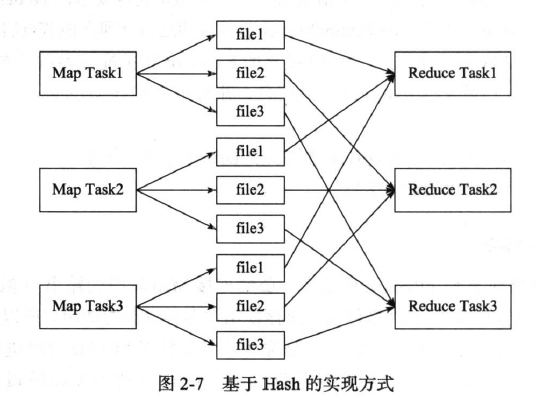 file1
Map Task1
file2
Reduce Task1
file3
file1
Map Task2
file2
Reduce Task2
file3
file1
Map Task3
file2
Reduce Task3
file3
图 2-7 基于 Hash 的实现方式